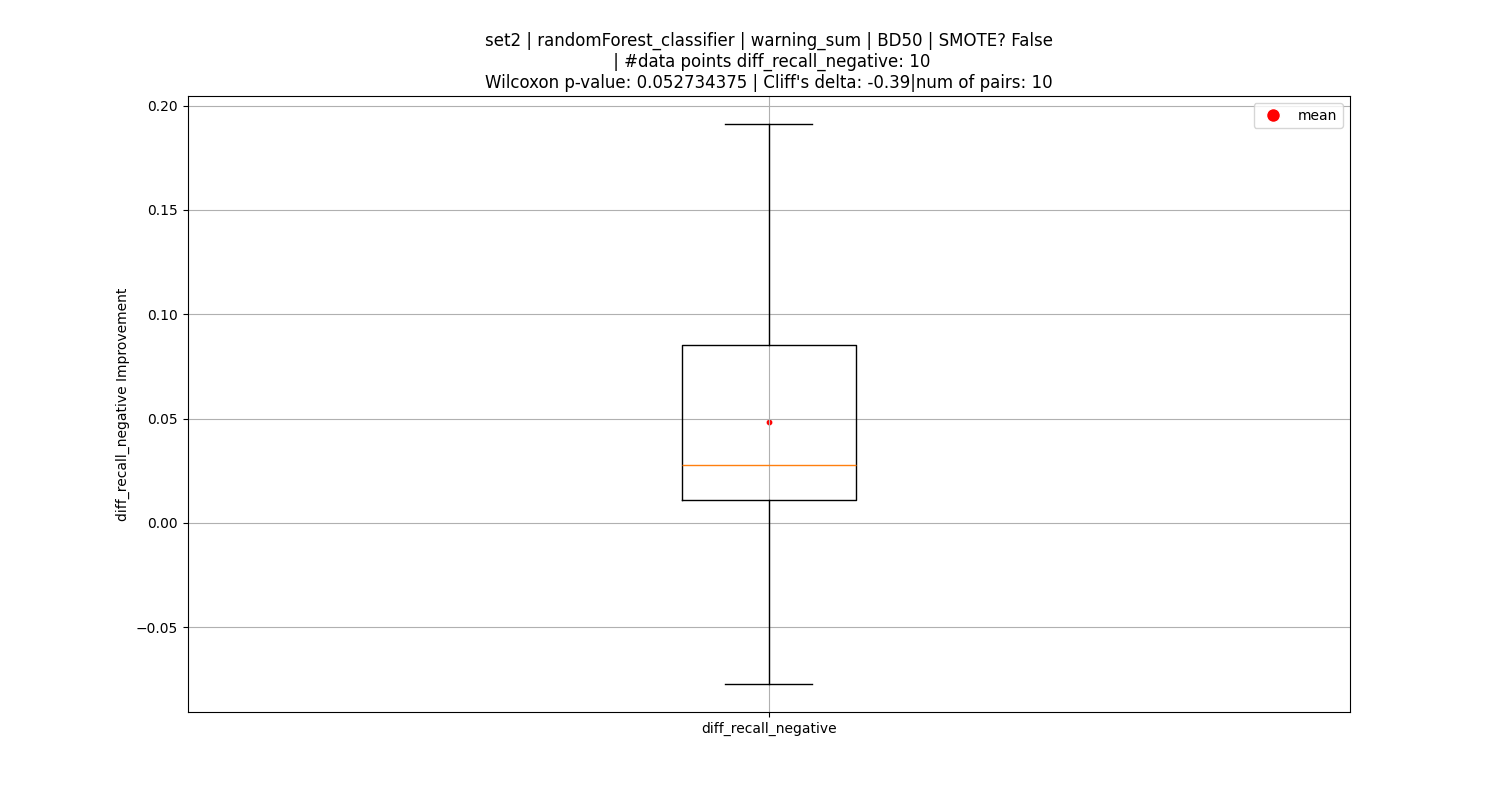 set2 | randomForest_classifier | warning_sum | BD50 | SMOTE? False
| #data points diff_recall_negative: 10
Wilcoxon p-value: 0.052734375 | Cliff's delta: -0.39|num of pairs: 10
mean
0.20
0.15
0.10
0.05
0.00
−0.05
diff_recall_negative Improvement
diff_recall_negative